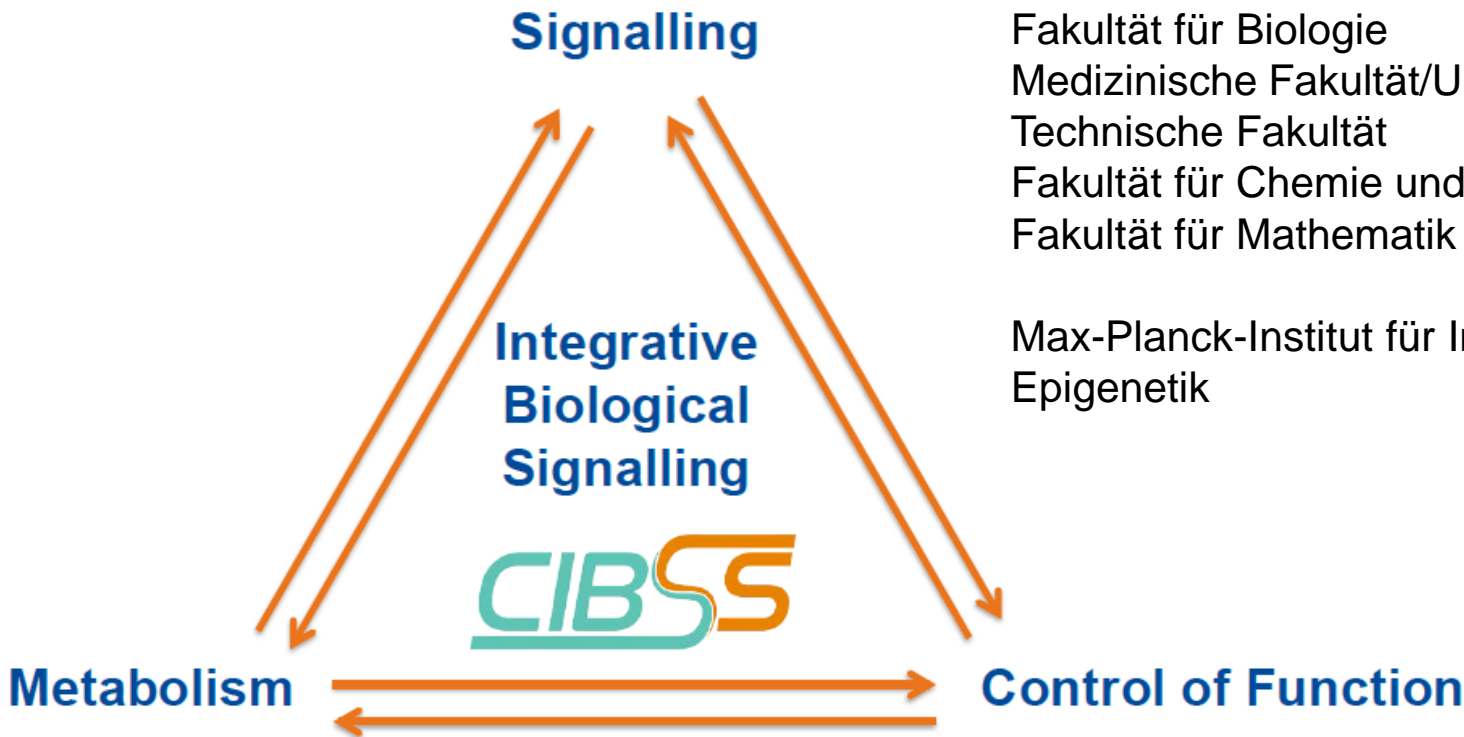 Signalling
Fakultät für Biologie
Medizinische Fakultät/U
Technische Fakultät
Fakultät für Chemie und
Fakultät für Mathematik
Max-Planck-Institut für
Epigenetik
Integrative
Biological
Signalling
CIBSS
Metabolism
Control of Function